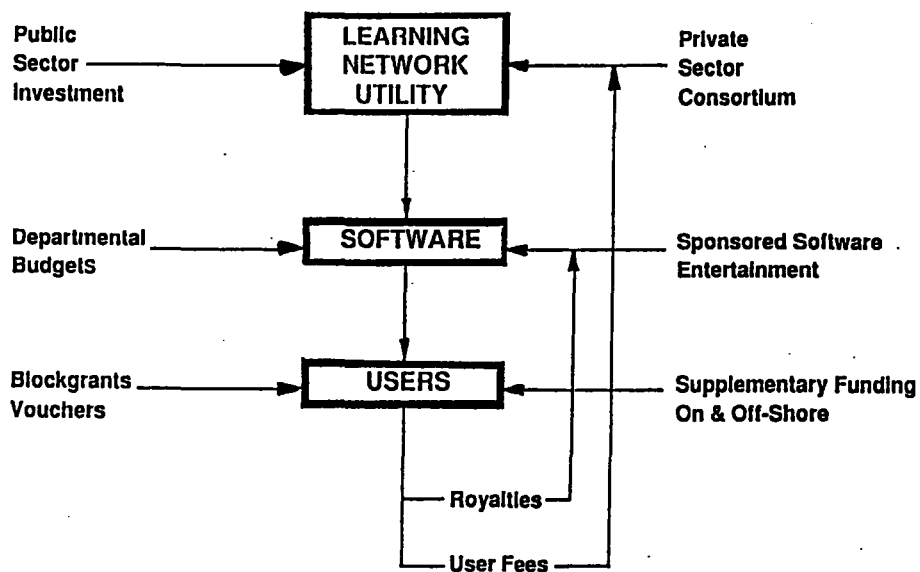 Public
Sector
Investment
LEARNING
NETWORK
UTILITY
Private
Sector
Consortium
Departmental
Budgets
SOFTWARE
Sponsored Software
Entertainment
Blockgrants
Vouchers
USERS
Supplementary Funding
On & Off-Shore
Royalties
User Fees